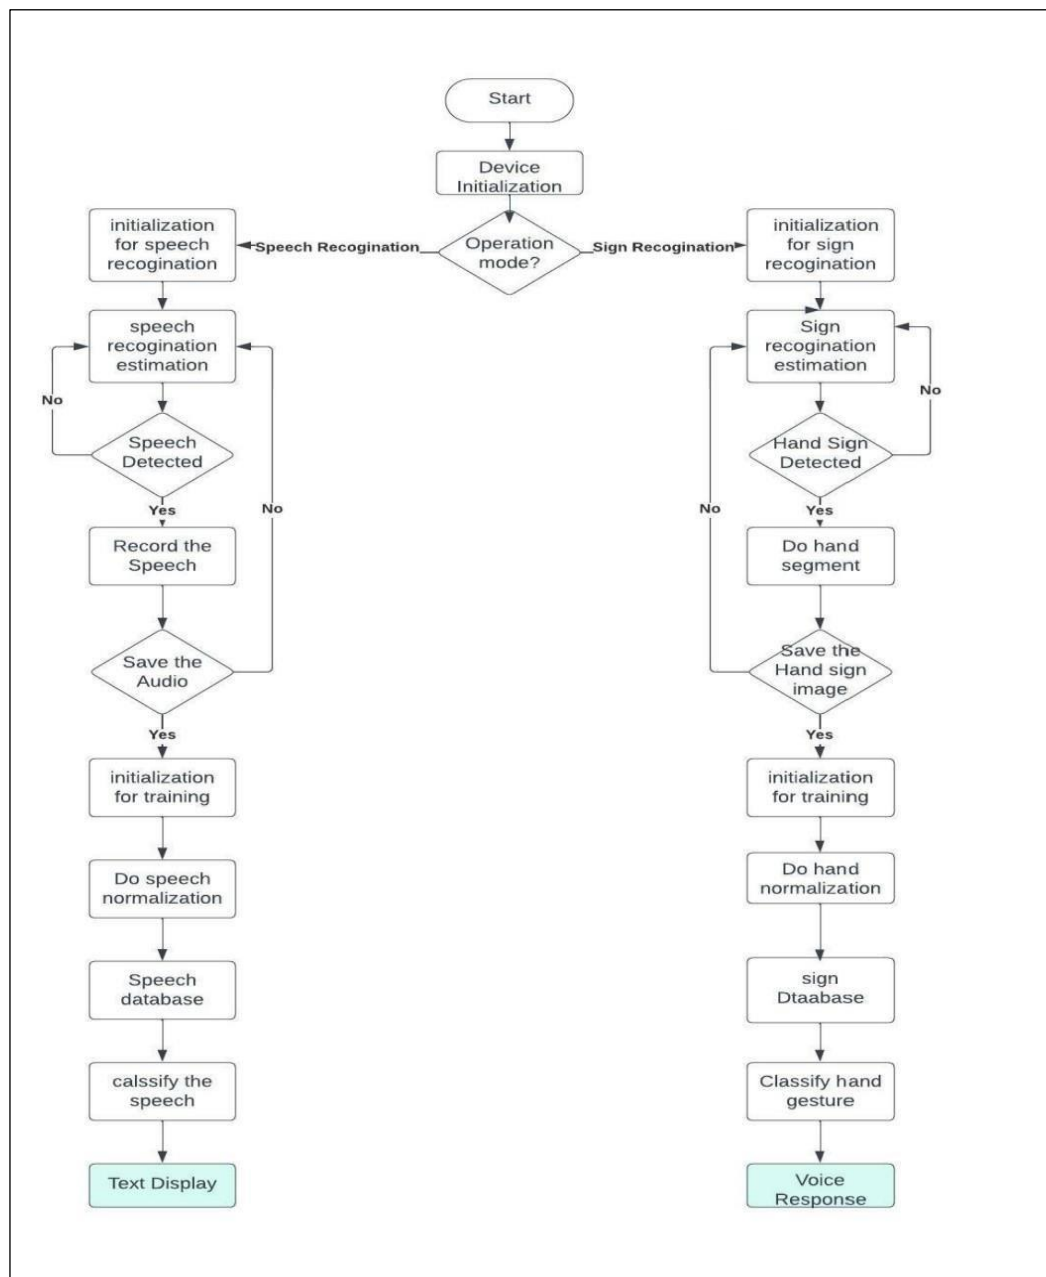 Start
Device
Initialization
Operation
mode?
Speech Recogination
Sign Recogination
initialization
for speech
recogination
speech
recogination
estimation
No
Speech
Detected
Yes
No
Record the
Speech
Save the
Audio
Yes
initialization
for training
Do speech
normalization
Speech
database
calssify the
speech
Text Display
initialization
for sign
recogination
Sign
recogination
estimation
No
Hand Sign
Detected
Yes
No
Do hand
segment
Save the
Hand sign
image
Yes
initialization
for training
Do hand
normalization
sign
Dtaabase
Classify hand
gesture
Voice
Response